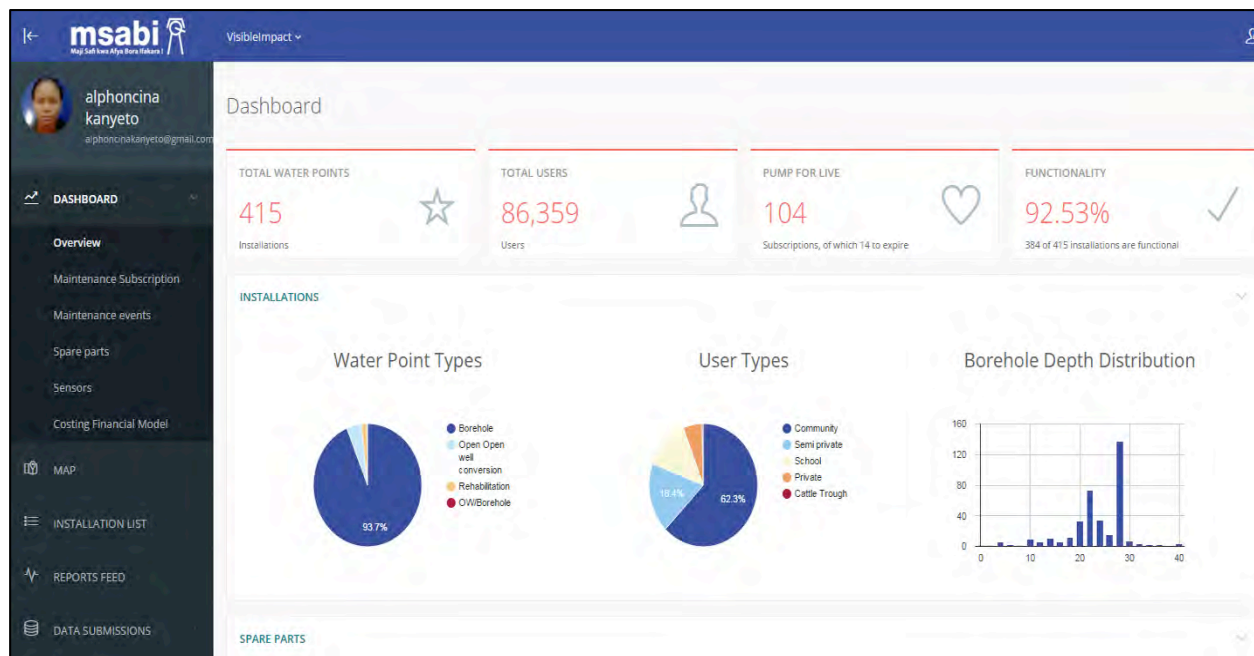 msabi
Maji Safi kwa Afya Bora Ifakara !
VisibleImpact
alphoncina
kanyeto
alphoncinakanyeto@gmail.com
DASHBOARD
Overview
Maintenance Subscription
Maintenance events
Spare parts
Sensors
Costing Financial Model
MAP
INSTALLATION LIST
REPORTS FEED
DATA SUBMISSIONS
Dashboard
TOTAL WATER POINTS
415
Installations
TOTAL USERS
86,359
Users
PUMP FOR LIVE
104
Subscriptions, of which 14 to expire
FUNCTIONALITY
92.53%
384 of 415 installations are functional
INSTALLATIONS
Water Point Types
93.7%
Borehole
Open Open
well
conversion
Rehabilitation
OW/Borehole
User Types
18.4%
62.3%
Community
Semi private
School
Private
Cattle Trough
Borehole Depth Distribution
160
120
80
40
0
0 10 20 30 40
SPARE PARTS